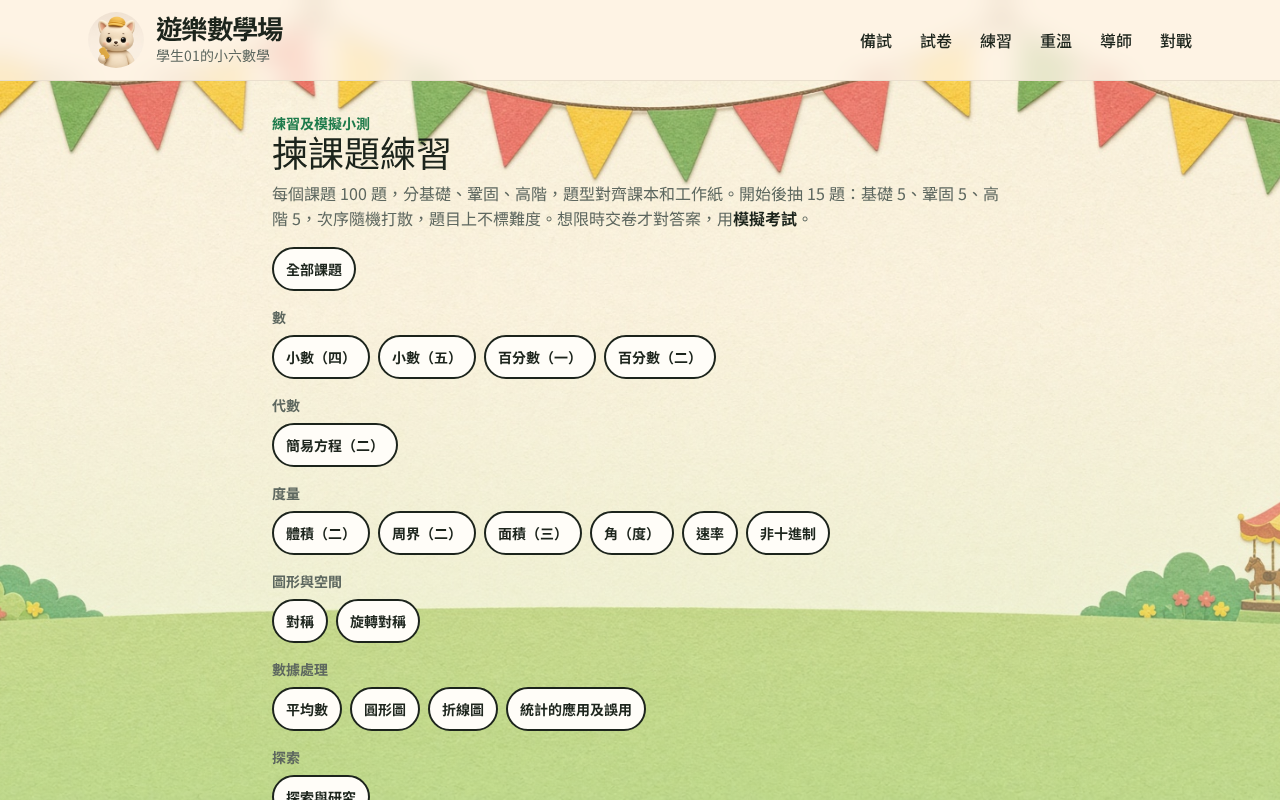 遊樂數學場
學生01的小六數學
備試
試卷
練習
重溫
導師
對戰
練習及模擬小測
揀課題練習
每個課題 100 題，分基礎、鞏固、高階，題型對齊課本和工作紙。開始後抽 15 題：基礎 5、鞏固 5、高
階 5，次序隨機打散，題目上不標難度。想限時交卷才對答案，用模擬考試。
全部課題
數
小數（四）
小數（五）
百分數（一）
百分數（二）
代數
簡易方程（二）
度量
體積（二）
周界（二）
面積（三）
角（度）
速率
非十進制
圖形與空間
對稱
旋轉對稱
數據處理
平均數
圓形圖
折線圖
統計的應用及誤用
探索
探索與研究